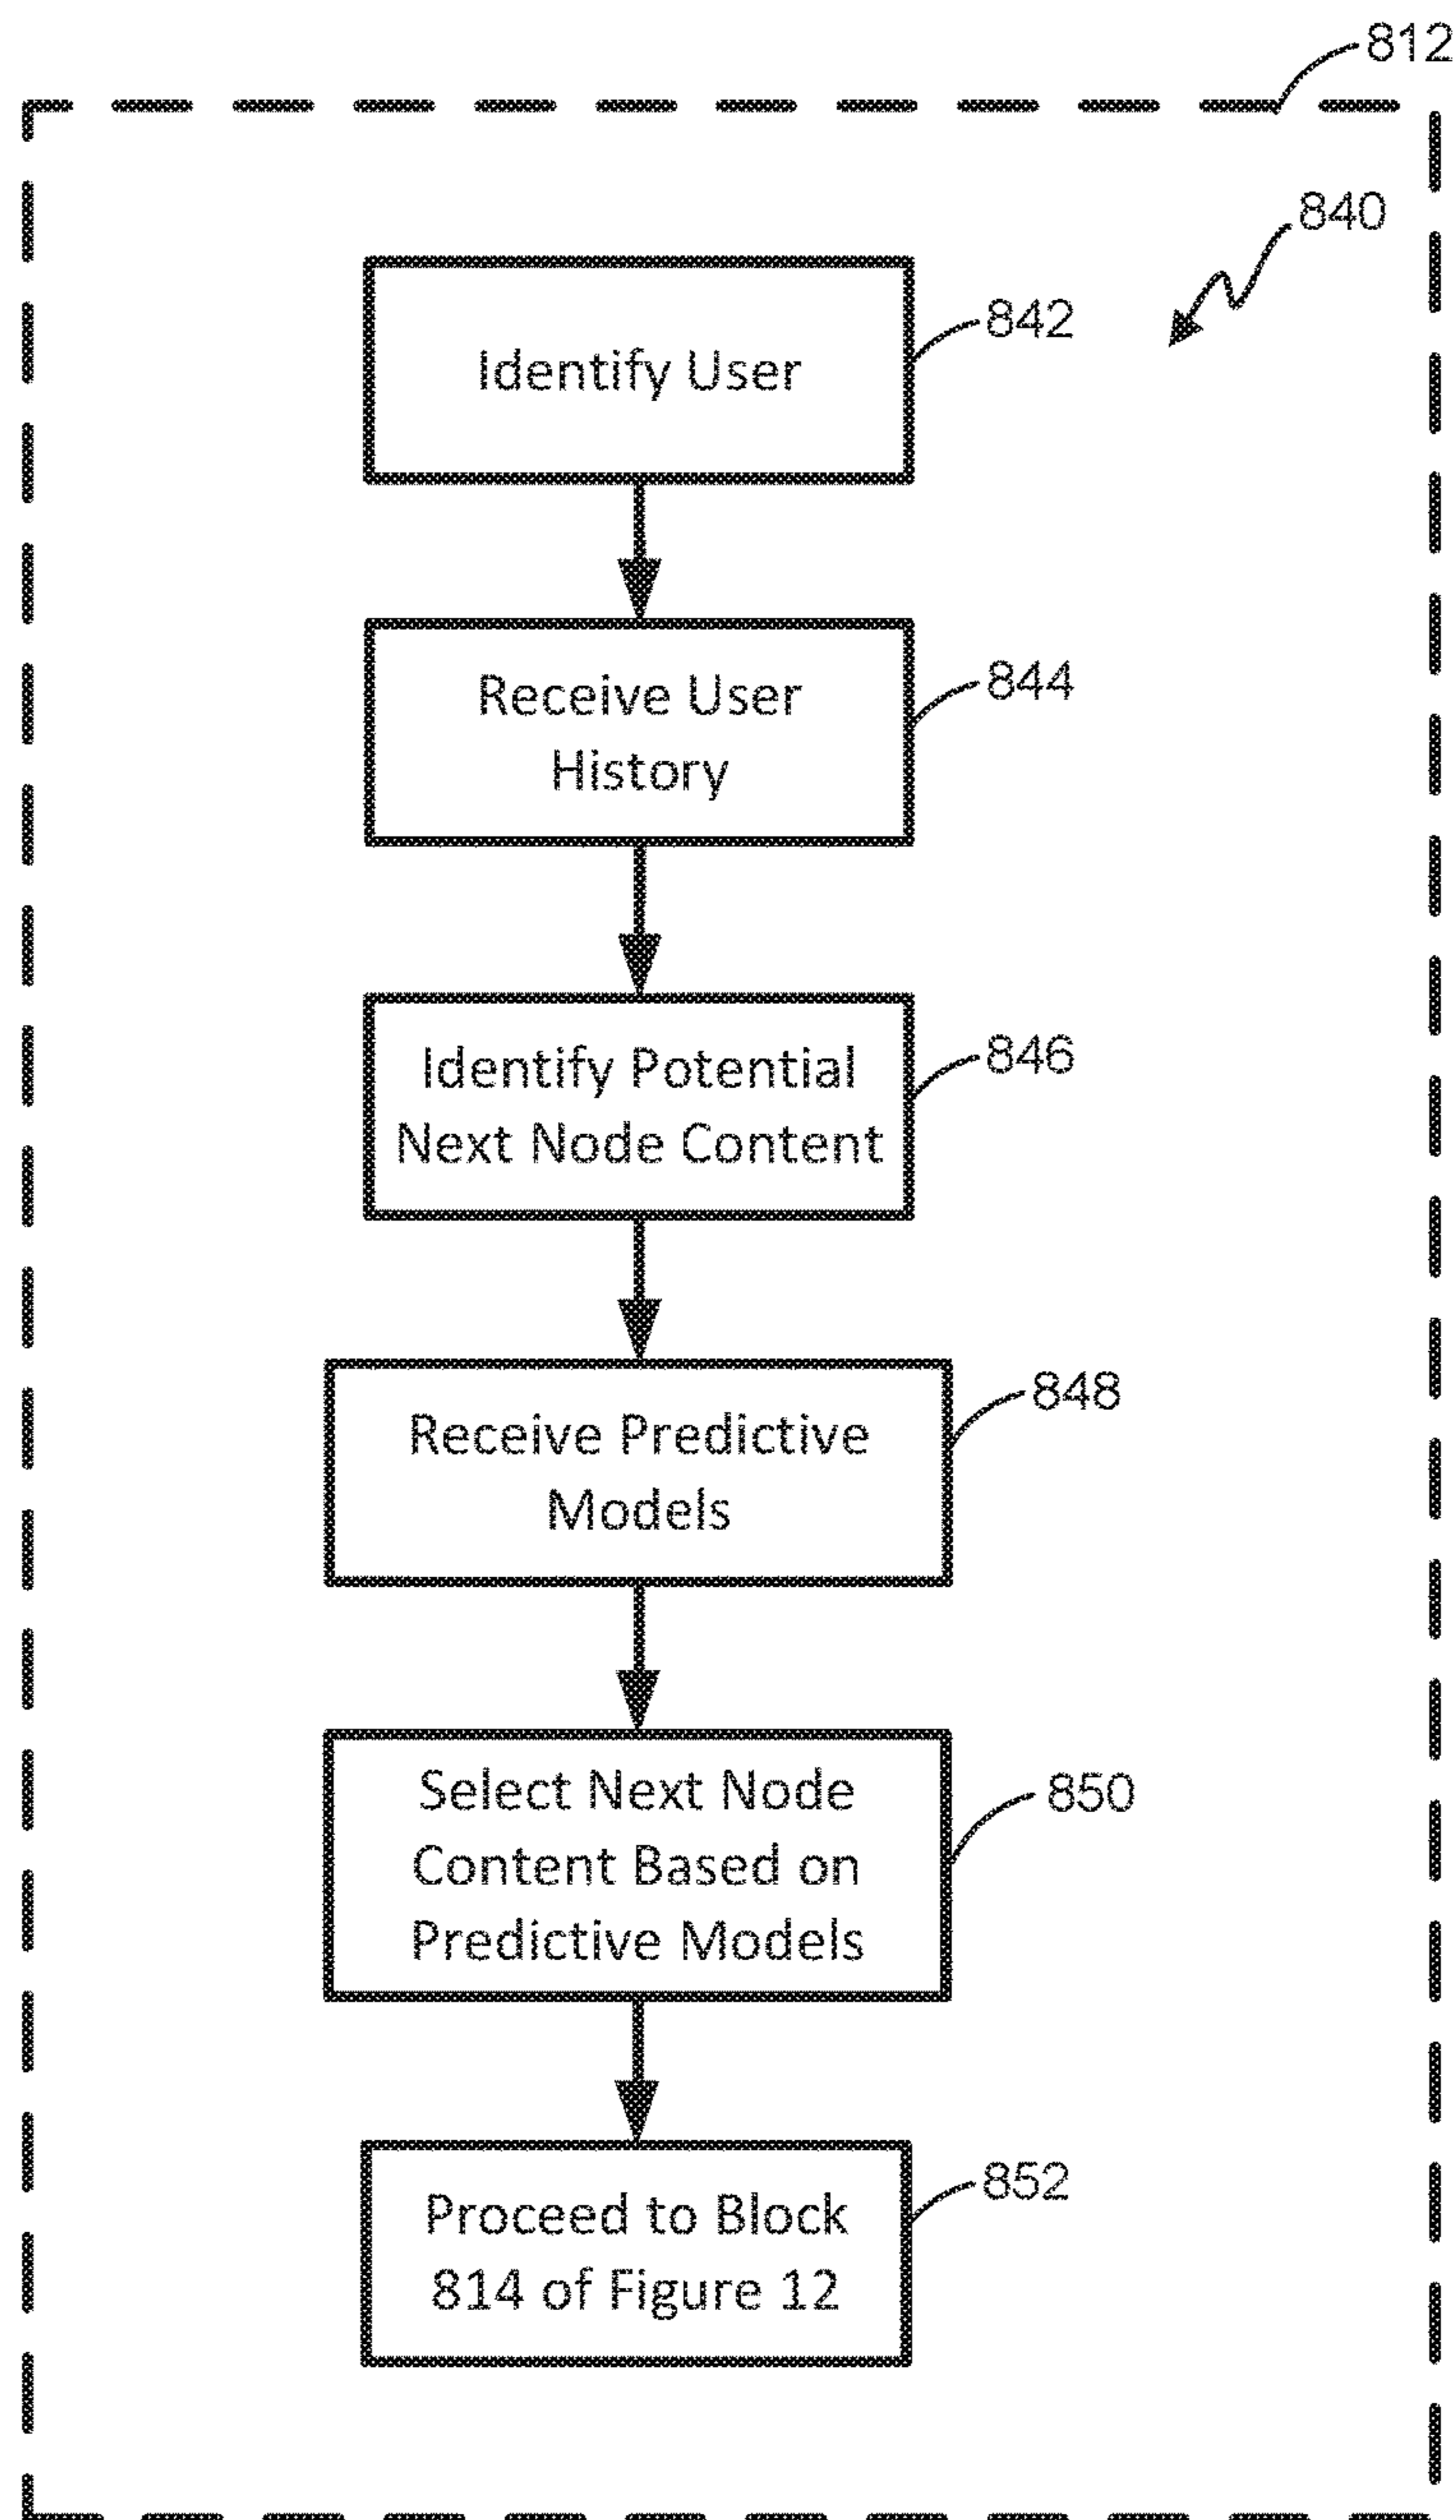 812
840
842
Identify User
844
Receive User
History
846
Identify Potential
Next Node Content
848
Receive Predictive
Models
850
Select Next Node
Content Based on
Predictive Models
852
Proceed to Block
814 of Figure 12